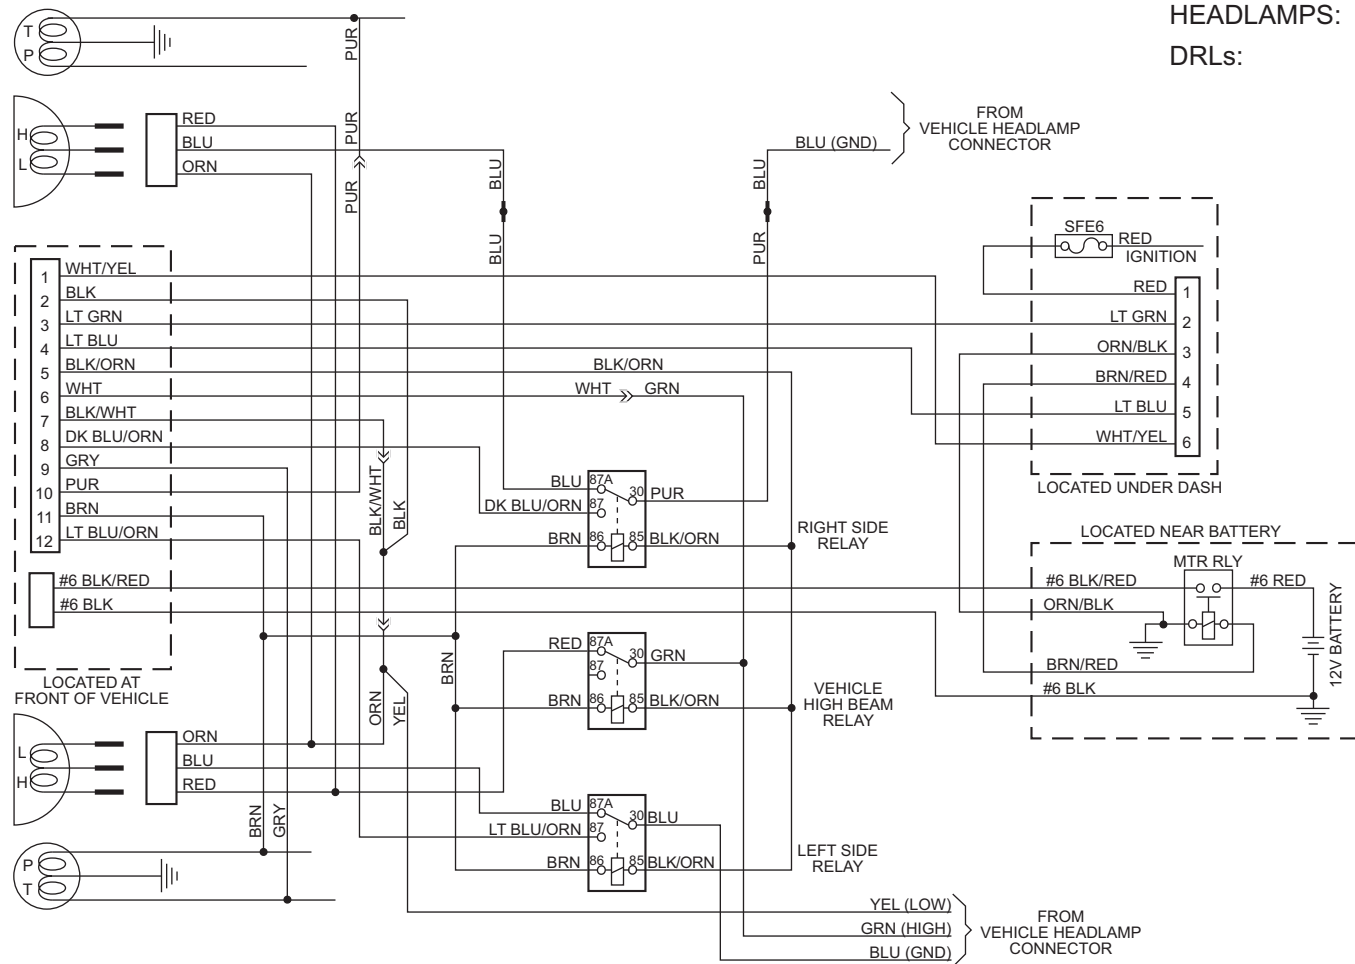 HEADLAMPS:
DRLs:
T
P
PUR
PUR
PUR
H
L
RED
BLU
ORN
BLU
BLU
BLU
PUR
BLU (GND)
FROM
VEHICLE HEADLAMP
CONNECTOR
1 WHT/YEL
2 BLK
3 LT GRN
4 LT BLU
5 BLK/ORN
6 WHT
7 BLK/WHT
8 DK BLU/ORN
9 GRY
10 PUR
11 BRN
12 LT BLU/ORN
#6 BLK/RED
#6 BLK
LOCATED AT
FRONT OF VEHICLE
BLK/ORN
WHT GRN
BLK/WHT
BLK
SFE6
RED
IGNITION
RED 1
LT GRN 2
ORN/BLK 3
BRN/RED 4
LT BLU 5
WHT/YEL 6
LOCATED UNDER DASH
BLU 87A 30 PUR
DK BLU/ORN 87
BRN 86 85 BLK/ORN
RIGHT SIDE
RELAY
LOCATED NEAR BATTERY
MTR RLY
#6 BLK/RED
#6 RED
ORN/BLK
BRN/RED
#6 BLK
12V BATTERY
RED 87A 30 GRN
87
BRN 86 85 BLK/ORN
VEHICLE
HIGH BEAM
RELAY
BRN
ORN
YEL
L
H
ORN
BLU
RED
BRN
GRY
P
T
BLU 87A 30 BLU
LT BLU/ORN 87
BRN 86 85 BLK/ORN
LEFT SIDE
RELAY
YEL (LOW)
GRN (HIGH)
BLU (GND)
FROM
VEHICLE HEADLAMP
CONNECTOR